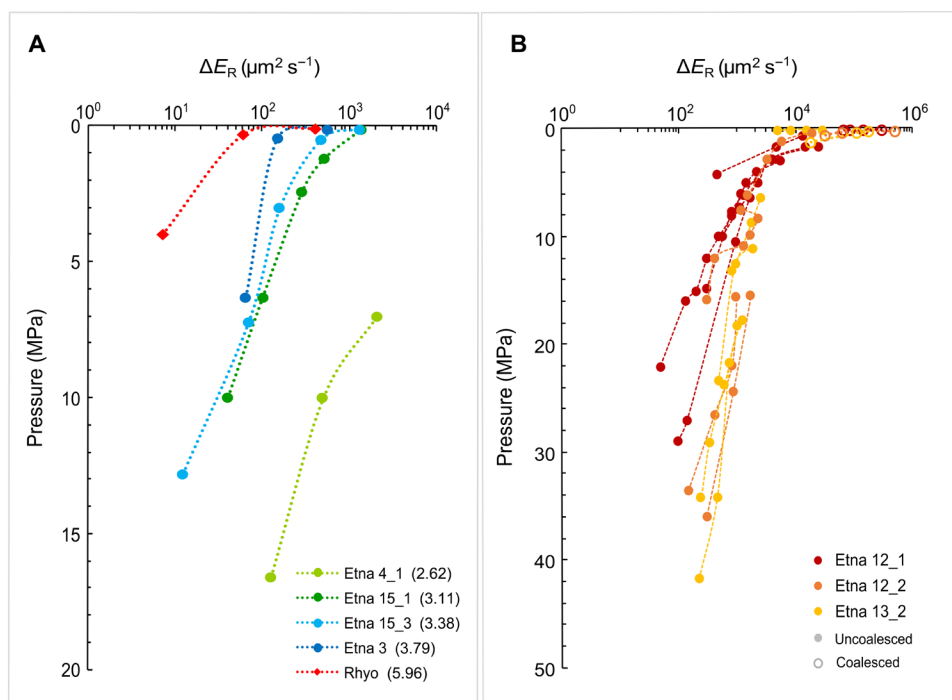 A
ΔE_R (μm² s⁻¹)
10⁰ 10¹ 10² 10³ 10⁴
0
5
10
15
20
Pressure (MPa)
Etna 4_1 (2.62)
Etna 15_1 (3.11)
Etna 15_3 (3.38)
Etna 3 (3.79)
Rhyo (5.96)
B
ΔE_R (μm² s⁻¹)
10⁰ 10² 10⁴ 10⁶
0
10
20
30
40
50
Pressure (MPa)
Etna 12_1
Etna 12_2
Etna 13_2
Uncoalesced
Coalesced